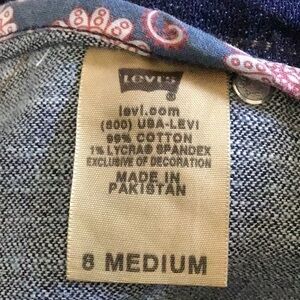 LEVI'S
levi.com
(800) USA-LEVI
99% COTTON
1% LYCRA® SPANDEX
EXCLUSIVE OF DECORATION
MADE IN
PAKISTAN
8 MEDIUM